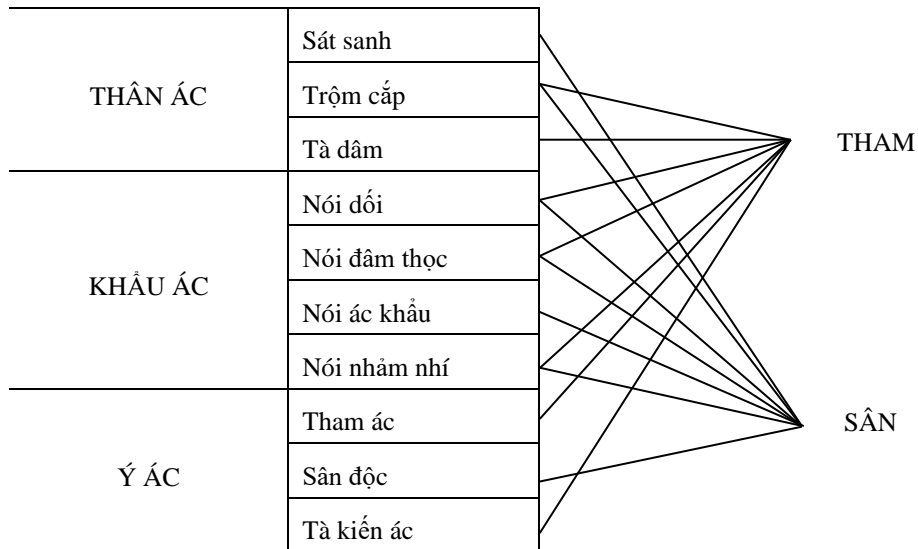 THÂN ÁC
Sát sanh
Trộm cắp
Tà dâm
KHẨU ÁC
Nói dối
Nói đâm thọc
Nói ác khẩu
Nói nhảm nhí
Ý ÁC
Tham ác
Sân độc
Tà kiến ác
THAM
SÂN